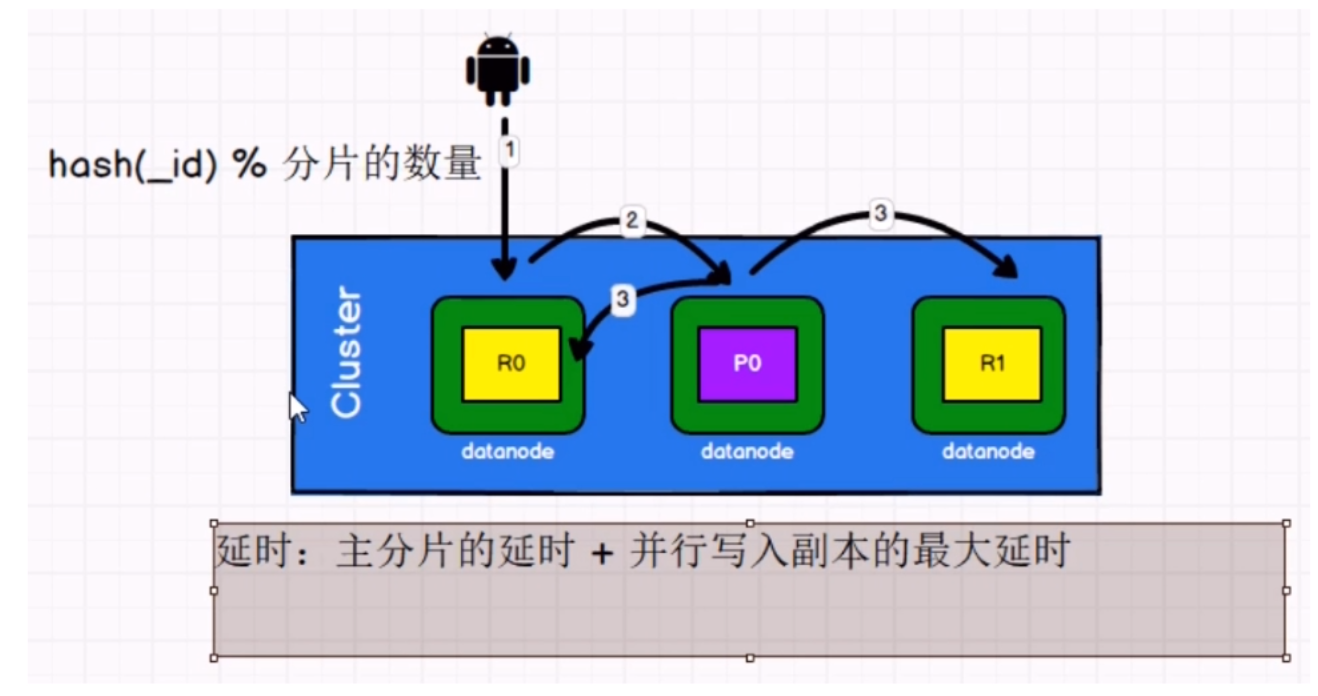 hash(_id) % 分片的数量
1
2
3
3
Cluster
R0
P0
R1
datanode
datanode
datanode
延时：主分片的延时 + 并行写入副本的最大延时